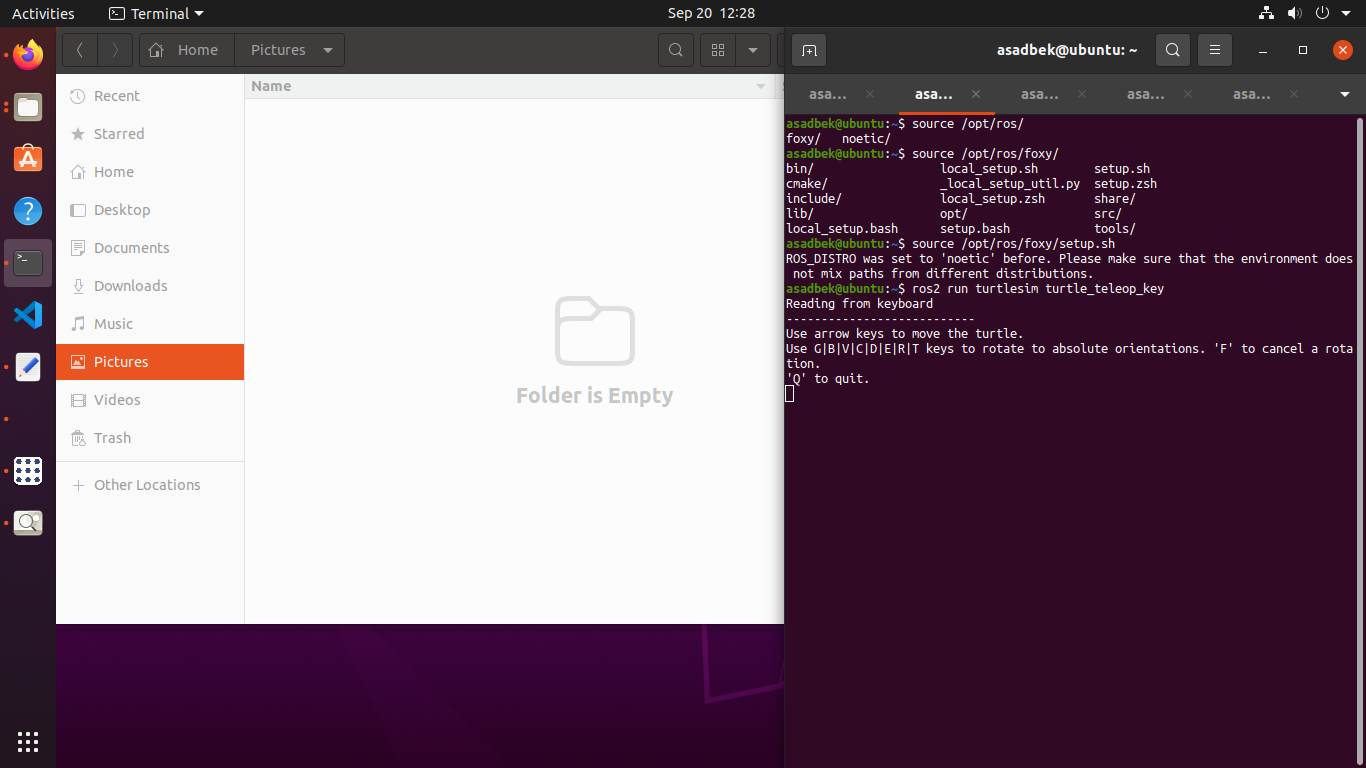 Activities
Terminal
Sep 20 12:28
Home
Pictures
Recent
Starred
Home
Desktop
Documents
Downloads
Music
Pictures
Videos
Trash
Other Locations
Name
Folder is Empty
asadbek@ubuntu: ~
asa...
asa...
asa...
asa...
asa...
asadbek@ubuntu:~$ source /opt/ros/
foxy/ noetic/
asadbek@ubuntu:~$ source /opt/ros/foxy/
bin/ local_setup.sh setup.sh
cmake/ _local_setup_util.py setup.zsh
include/ local_setup.zsh share/
lib/ opt/ src/
local_setup.bash setup.bash tools/
asadbek@ubuntu:~$ source /opt/ros/foxy/setup.sh
ROS_DISTRO was set to 'noetic' before. Please make sure that the environment does
not mix paths from different distributions.
asadbek@ubuntu:~$ ros2 run turtlesim turtle_teleop_key
Reading from keyboard
---------------------------
Use arrow keys to move the turtle.
Use G|B|V|C|D|E|R|T keys to rotate to absolute orientations. 'F' to cancel a rota
tion.
'Q' to quit.